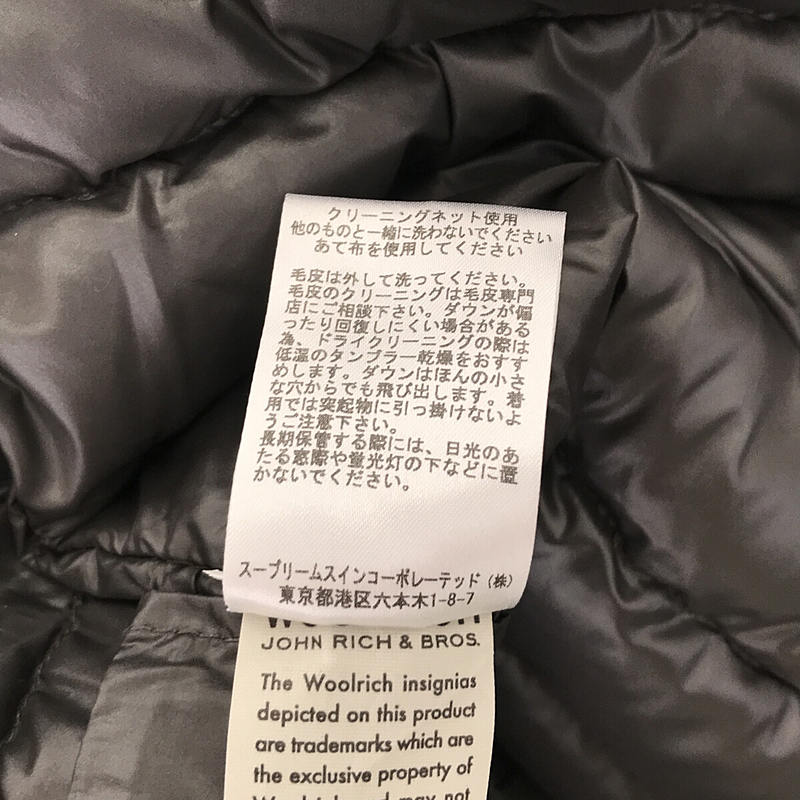 クリーニングネット使用
他のものと一緒に洗わないでください
あて布を使用してください
毛皮は外して洗ってください。
毛皮のクリーニングは毛皮専門
店にご相談下さい。ダウンが偏
ったり回復しにくい場合がある
為、ドライクリーニングの際は
低温のタンブラー乾燥をおすす
めします。ダウンはほんの小さ
な穴からでも飛び出します。着
用では突起物に引っ掛けないよ
うご注意下さい。
長期保管する際には、日光のあ
たる窓際や蛍光灯の下などに置
かないでください。
スープリームスインコーポレーテッド（株）
東京都港区六本木1-8-7
JOHN RICH & BROS.
The Woolrich insignias
depicted on this product
are trademarks which are
the exclusive property of
may not